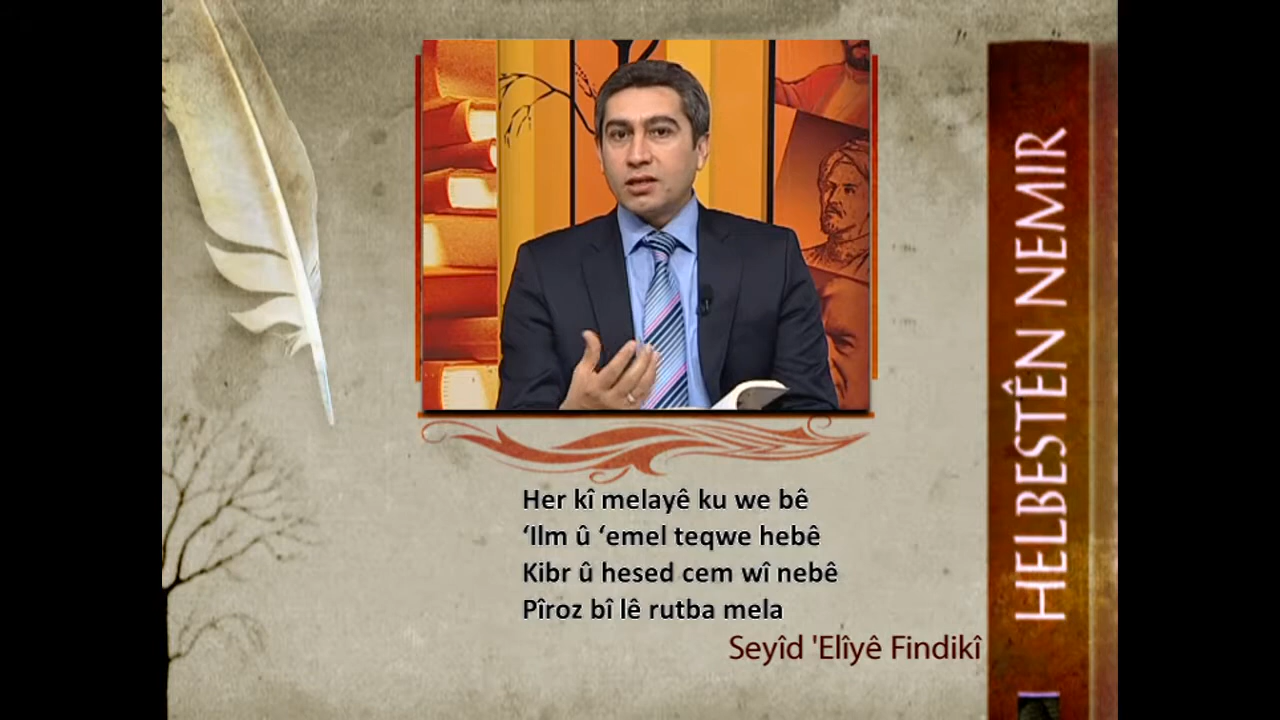 Her kî melayê ku we bê
‘Ilm û ‘emel teqwe hebê
Kibr û hesed cem wî nebê
Pîroz bî lê rutba mela
Seyîd 'Elîyê Findikî
HELBESTÊN NEMIR